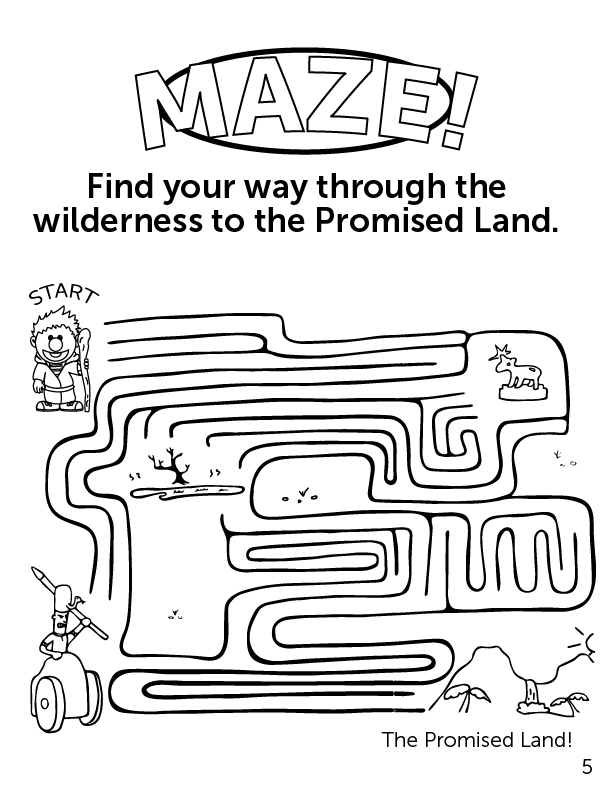 MAZE!
Find your way through the
wilderness to the Promised Land.
START
The Promised Land!
5